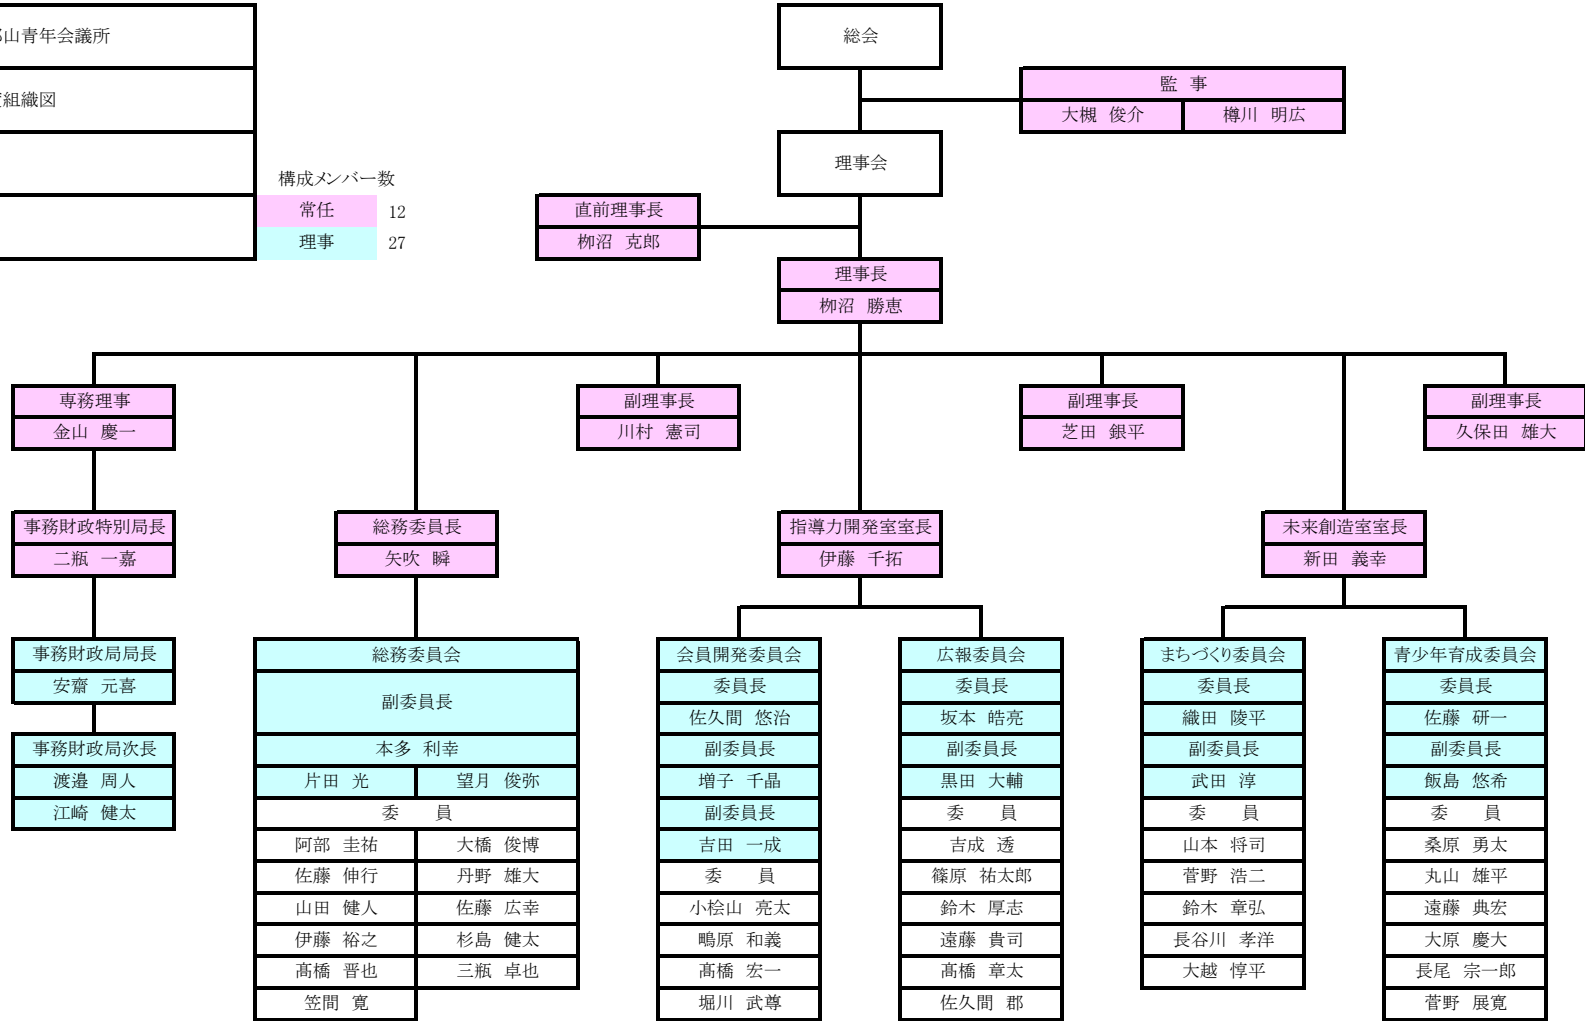 山青年会議所
総会
組織図
監 事
大槻 俊介 樽川 明広
理事会
構成メンバー数
常任 12
理事 27
直前理事長
栁沼 克郎
理事長
栁沼 勝恵
専務理事 副理事長 副理事長 副理事長
金山 慶一 川村 憲司 芝田 銀平 久保田 雄大
事務財政特別局長 総務委員長 指導力開発室室長 未来創造室室長
二瓶 一嘉 矢吹 瞬 伊藤 千拓 新田 義幸
事務財政局局長 総務委員会 会員開発委員会 広報委員会 まちづくり委員会 青少年育成委員会
安齋 元喜 副委員長 委員長 委員長 委員長 委員長
佐久間 悠治 坂本 皓亮 織田 陵平 佐藤 研一
事務財政局次長 本多 利幸 副委員長 副委員長 副委員長 副委員長
渡邉 周人 片田 光 望月 俊弥 増子 千晶 黒田 大輔 武田 淳 飯島 悠希
江崎 健太 委 員 副委員長 委 員 委 員 委 員
阿部 圭祐 大橋 俊博 吉田 一成 吉成 透 山本 将司 桑原 勇太
佐藤 伸行 丹野 雄大 委 員 篠原 祐太郎 菅野 浩二 丸山 雄平
山田 健人 佐藤 広幸 小桧山 亮太 鈴木 厚志 鈴木 章弘 遠藤 典宏
伊藤 裕之 杉島 健太 鴫原 和義 遠藤 貴司 長谷川 孝洋 大原 慶大
髙橋 晋也 三瓶 卓也 髙橋 宏一 髙橋 章太 大越 惇平 長尾 宗一郎
笠間 寛 堀川 武尊 佐久間 郡 菅野 展寛